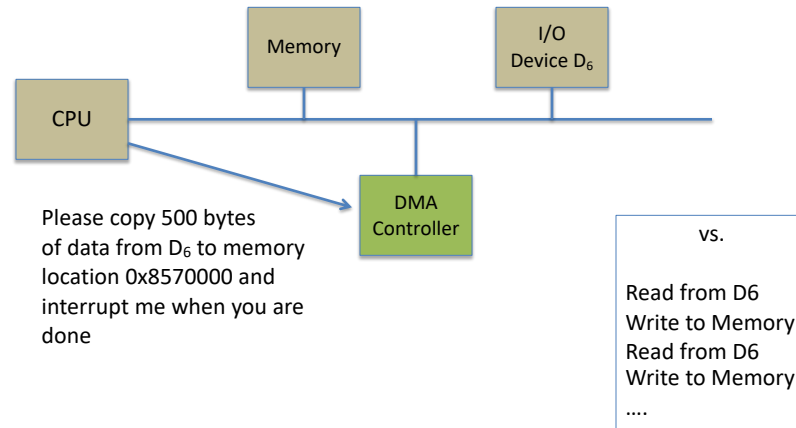 Memory
I/O
Device D₆
CPU
DMA
Controller
Please copy 500 bytes
of data from D₆ to memory
location 0x8570000 and
interrupt me when you are
done
vs.
Read from D6
Write to Memory
Read from D6
Write to Memory
....